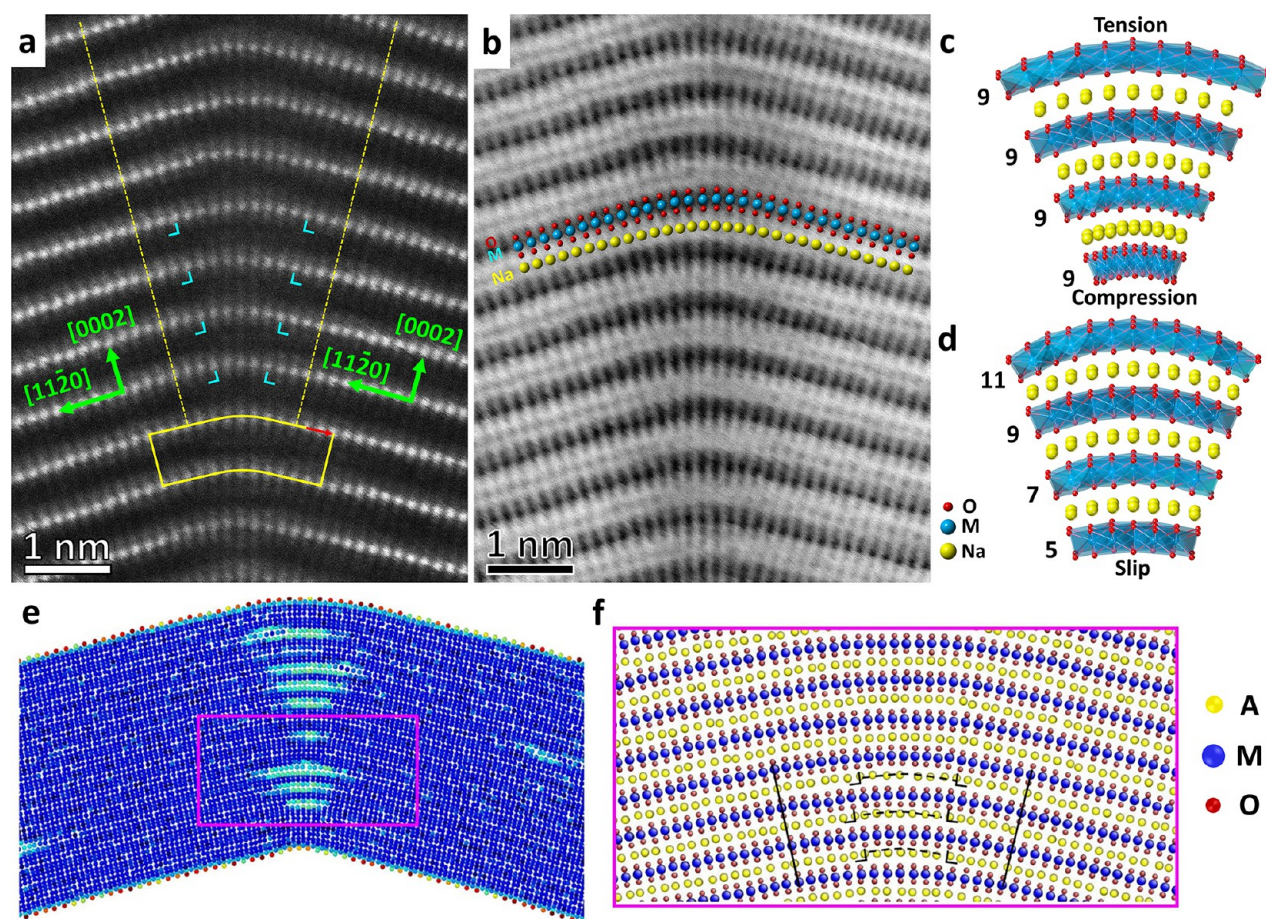 a
[0002]
[112̄0]
[0002]
[112̄0]
1 nm
b
O
M
Na
1 nm
c
Tension
9
9
9
9
Compression
d
11
9
7
5
Slip
O
M
Na
e
f
A
M
O